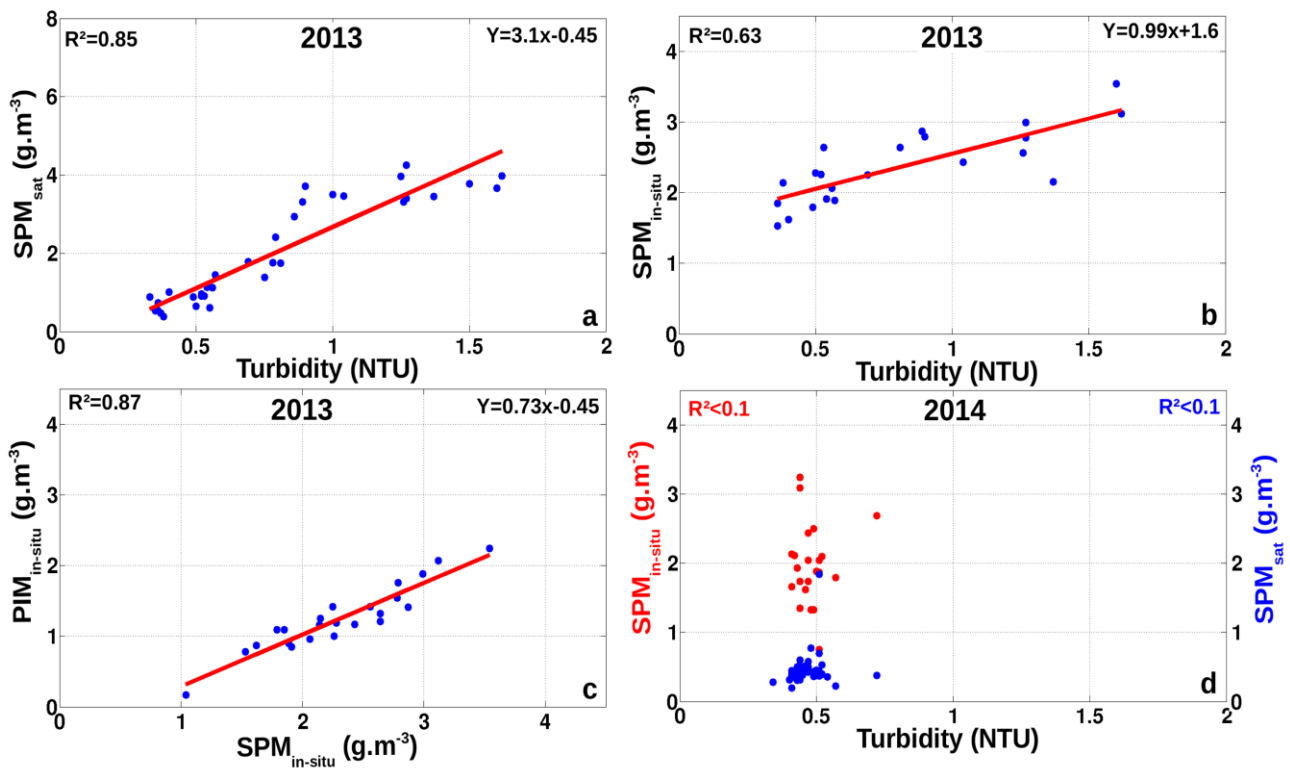 R²=0.85 2013 Y=3.1x-0.45
8
6
4
2
0
SPMsat (g.m-3)
a
0 0.5 1 1.5 2
Turbidity (NTU)
R²=0.63 2013 Y=0.99x+1.6
4
3
2
1
0
SPMin-situ (g.m-3)
b
0 0.5 1 1.5 2
Turbidity (NTU)
R²=0.87 2013 Y=0.73x-0.45
4
3
2
1
0
PIMin-situ (g.m-3)
c
0 1 2 3 4
SPMin-situ (g.m-3)
R²<0.1 2014 R²<0.1
4 4
3 3
2 2
1 1
0 0
SPMin-situ (g.m-3)
SPMsat (g.m-3)
d
0 0.5 1 1.5 2
Turbidity (NTU)